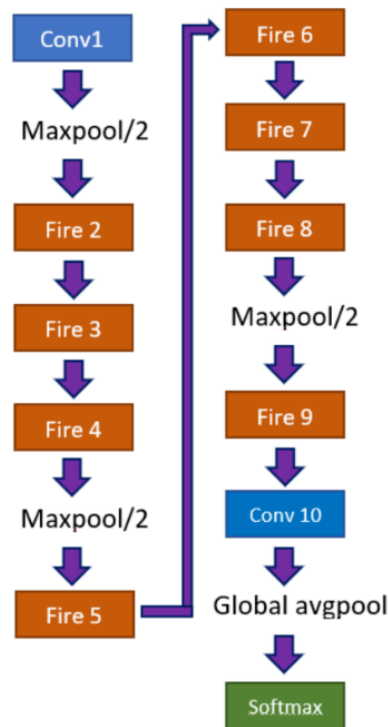 Conv1
Maxpool/2
Fire 2
Fire 3
Fire 4
Maxpool/2
Fire 5
Fire 6
Fire 7
Fire 8
Maxpool/2
Fire 9
Conv 10
Global avgpool
Softmax